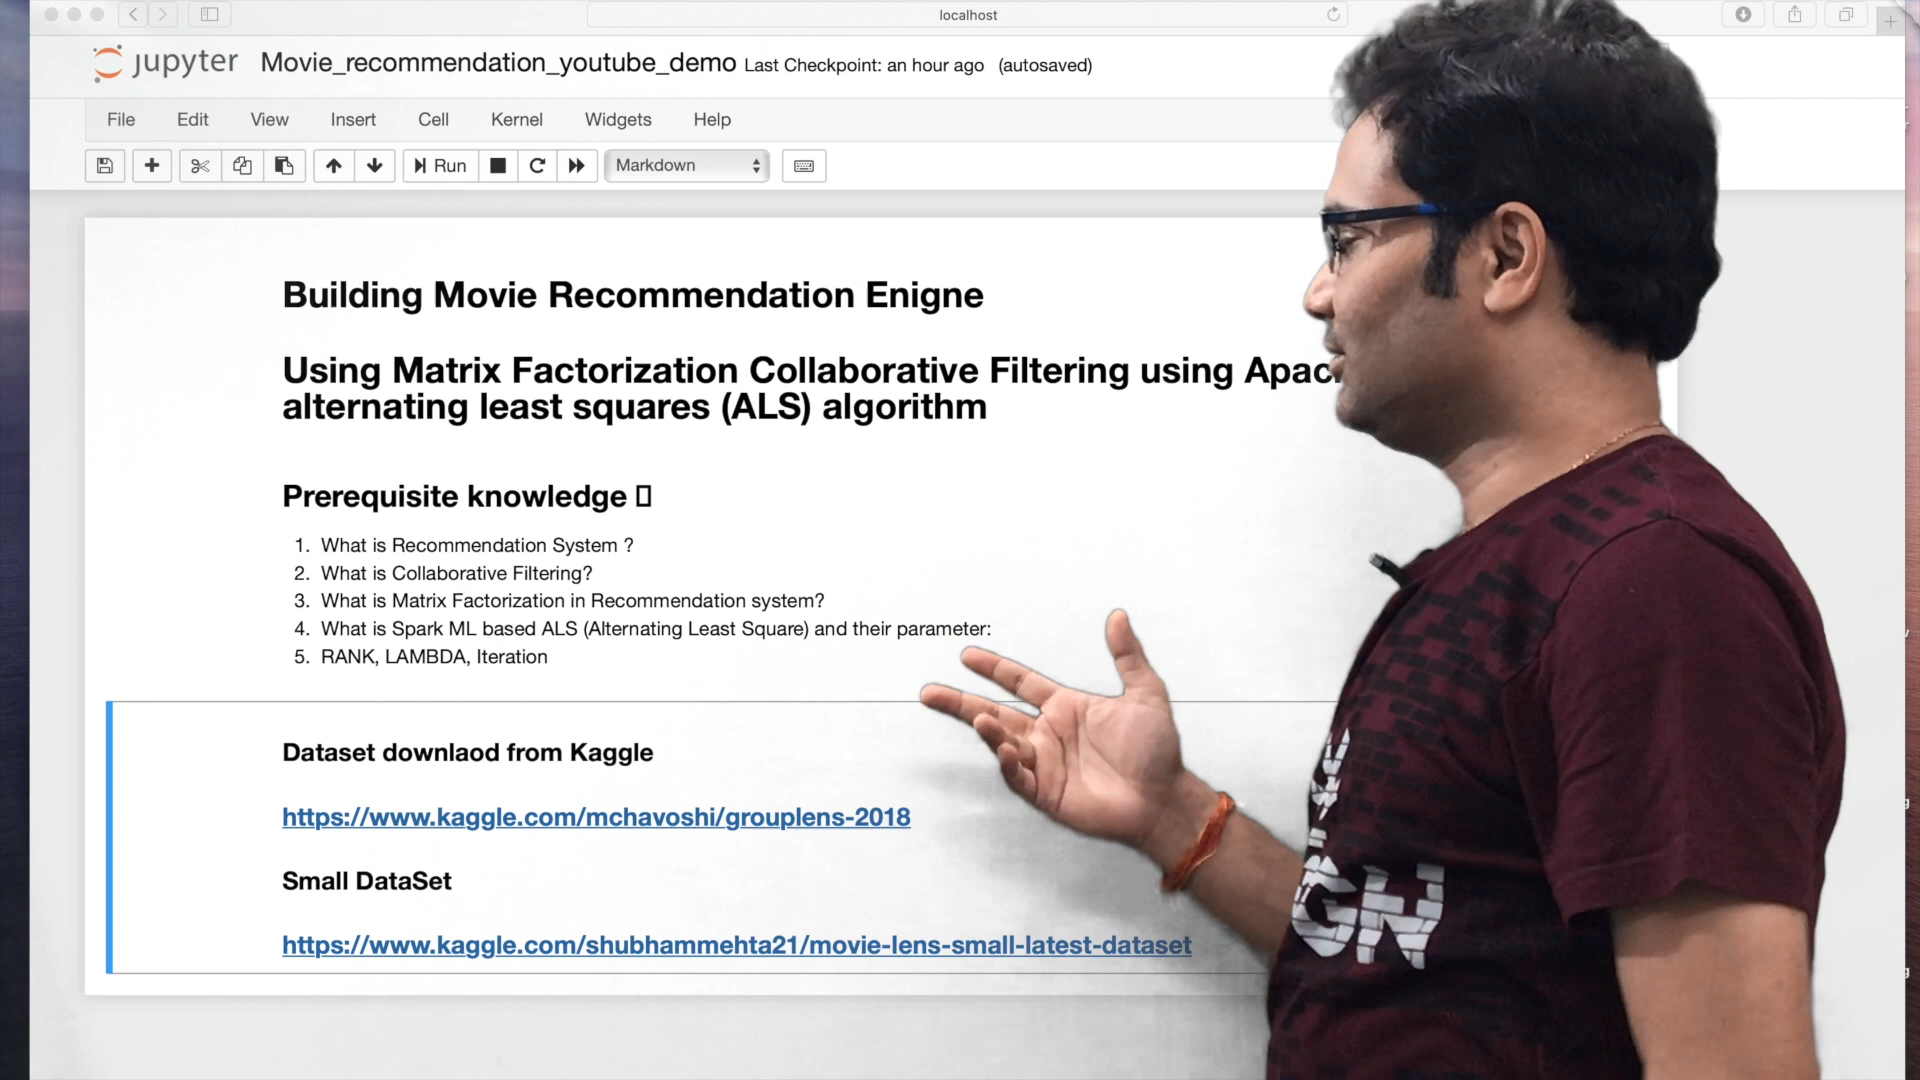 localhost
jupyter Movie_recommendation_youtube_demo Last Checkpoint: an hour ago (autosaved)
File Edit View Insert Cell Kernel Widgets Help
Run Markdown
Building Movie Recommendation Enigne
Using Matrix Factorization Collaborative Filtering using
alternating least squares (ALS) algorithm
Prerequisite knowledge
1. What is Recommendation System ?
2. What is Collaborative Filtering?
3. What is Matrix Factorization in Recommendation system?
4. What is Spark ML based ALS (Alternating Least Square) and their parameter:
5. RANK, LAMBDA, Iteration
Dataset downlaod from Kaggle
https://www.kaggle.com/mchavoshi/grouplens-2018
Small DataSet
https://www.kaggle.com/shubhammehta21/movie-lens-small-latest-dataset